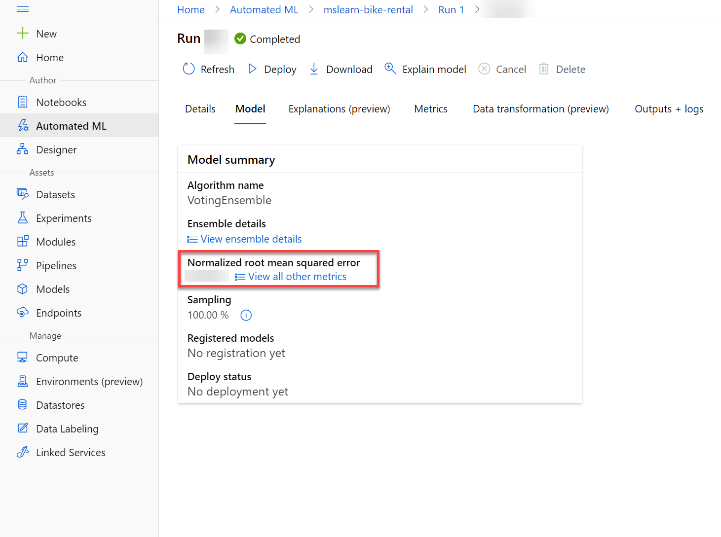 Home > Automated ML > mslearn-bike-rental > Run 1 >
New
Home
Author
Notebooks
Automated ML
Designer
Assets
Datasets
Experiments
Modules
Pipelines
Models
Endpoints
Manage
Compute
Environments (preview)
Datastores
Data Labeling
Linked Services
Run Completed
Refresh Deploy Download Explain model Cancel Delete
Details Model Explanations (preview) Metrics Data transformation (preview) Outputs + logs
Model summary
Algorithm name
VotingEnsemble
Ensemble details
View ensemble details
Normalized root mean squared error
View all other metrics
Sampling
100.00 %
Registered models
No registration yet
Deploy status
No deployment yet